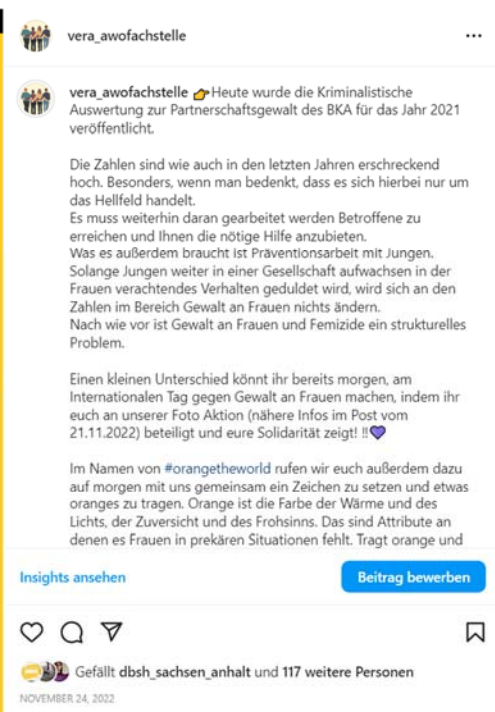 vera_awofachstelle
vera_awofachstelle 👉Heute wurde die Kriminalistische
Auswertung zur Partnerschaftsgewalt des BKA für das Jahr 2021
veröffentlicht.
Die Zahlen sind wie auch in den letzten Jahren erschreckend
hoch. Besonders, wenn man bedenkt, dass es sich hierbei nur um
das Hellfeld handelt.
Es muss weiterhin daran gearbeitet werden Betroffene zu
erreichen und Ihnen die nötige Hilfe anzubieten.
Was es außerdem braucht ist Präventionsarbeit mit Jungen.
Solange Jungen weiter in einer Gesellschaft aufwachsen in der
Frauen verachtendes Verhalten geduldet wird, wird sich an den
Zahlen im Bereich Gewalt an Frauen nichts ändern.
Nach wie vor ist Gewalt an Frauen und Femizide ein strukturelles
Problem.
Einen kleinen Unterschied könnt ihr bereits morgen, am
Internationalen Tag gegen Gewalt an Frauen machen, indem ihr
euch an unserer Foto Aktion (nähere Infos im Post vom
21.11.2022) beteiligt und eure Solidarität zeigt! ‼💜
Im Namen von #orangetheworld rufen wir euch außerdem dazu
auf morgen mit uns gemeinsam ein Zeichen zu setzen und etwas
oranges zu tragen. Orange ist die Farbe der Wärme und des
Lichts, der Zuversicht und des Frohsinns. Das sind Attribute an
denen es Frauen in prekären Situationen fehlt. Tragt orange und
Insights ansehen
Beitrag bewerben
Gefällt dbsh_sachsen_anhalt und 117 weitere Personen
NOVEMBER 24, 2022